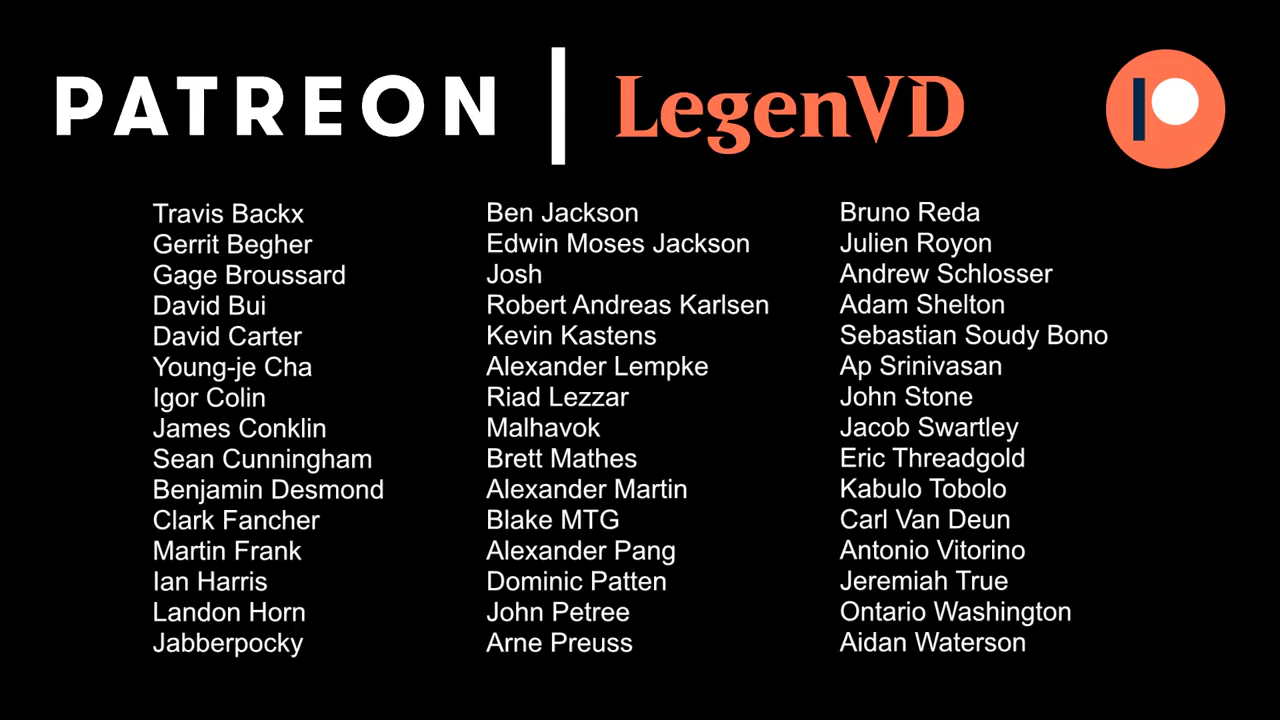 PATREON | LegenVD
Travis Backx
Gerrit Begher
Gage Broussard
David Bui
David Carter
Young-je Cha
Igor Colin
James Conklin
Sean Cunningham
Benjamin Desmond
Clark Fancher
Martin Frank
Ian Harris
Landon Horn
Jabberpocky
Ben Jackson
Edwin Moses Jackson
Josh
Robert Andreas Karlsen
Kevin Kastens
Alexander Lempke
Riad Lezzar
Malhavok
Brett Mathes
Alexander Martin
Blake MTG
Alexander Pang
Dominic Patten
John Petree
Arne Preuss
Bruno Reda
Julien Royon
Andrew Schlosser
Adam Shelton
Sebastian Soudy Bono
Ap Srinivasan
John Stone
Jacob Swartley
Eric Threadgold
Kabulo Tobolo
Carl Van Deun
Antonio Vitorino
Jeremiah True
Ontario Washington
Aidan Waterson